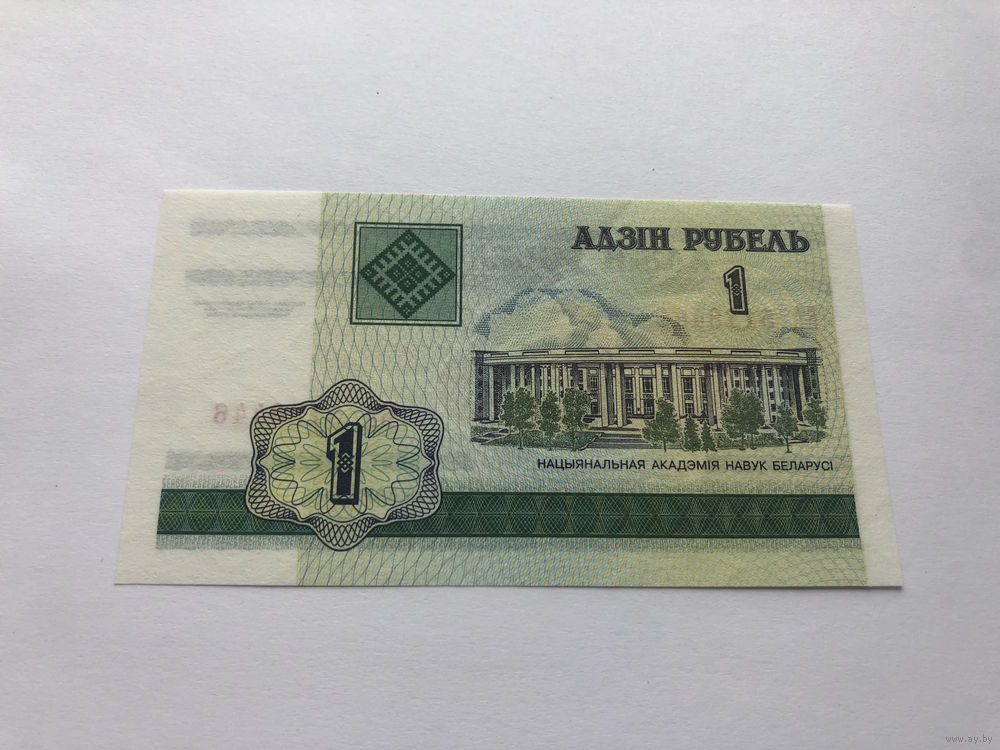 АДЗІН РУБЕЛЬ
1
НАЦЫЯНАЛЬНАЯ АКАДЭМІЯ НАВУК БЕЛАРУСІ
1
www.ay.by